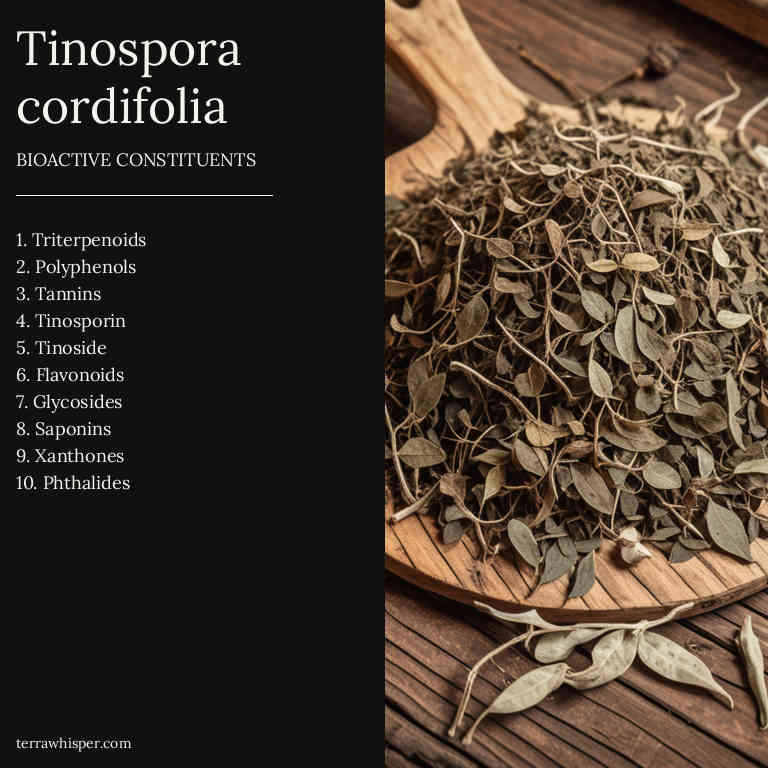 Tinospora
cordifolia
BIOACTIVE CONSTITUENTS
1. Triterpenoids
2. Polyphenols
3. Tannins
4. Tinosporin
5. Tinoside
6. Flavonoids
7. Glycosides
8. Saponins
9. Xanthones
10. Phthalides
terrawhisper.com